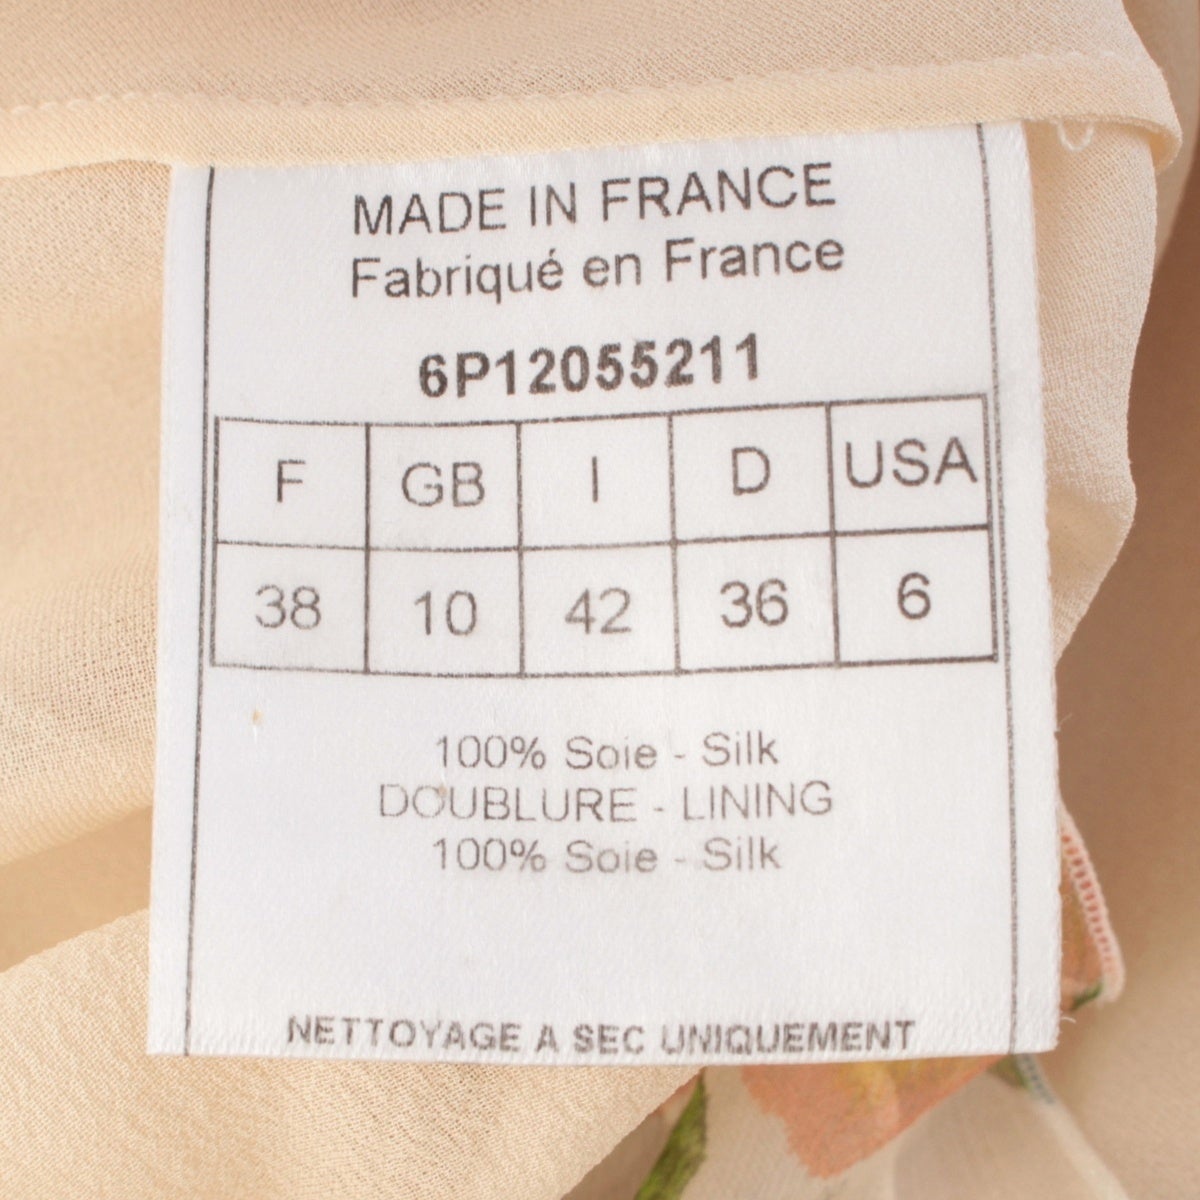 MADE IN FRANCE
Fabriqué en France
6P12055211
F GB I D USA
38 10 42 36 6
100% Soie - Silk
DOUBLURE - LINING
100% Soie - Silk
NETTOYAGE A SEC UNIQUEMENT